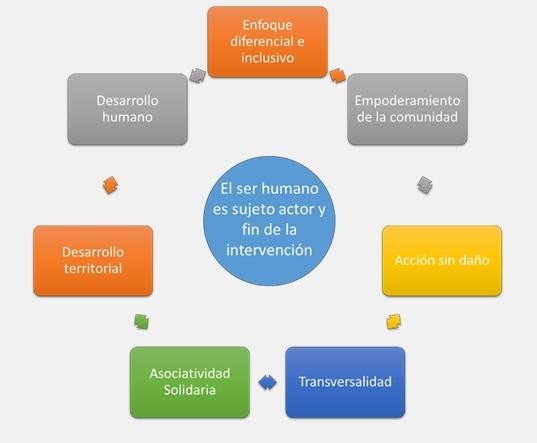 Enfoque
diferencial e
inclusivo
Empoderamiento
de la comunidad
Acción sin daño
Transversalidad
Asociatividad
Solidaria
Desarrollo
territorial
Desarrollo
humano
El ser humano
es sujeto actor y
fin de la
intervención